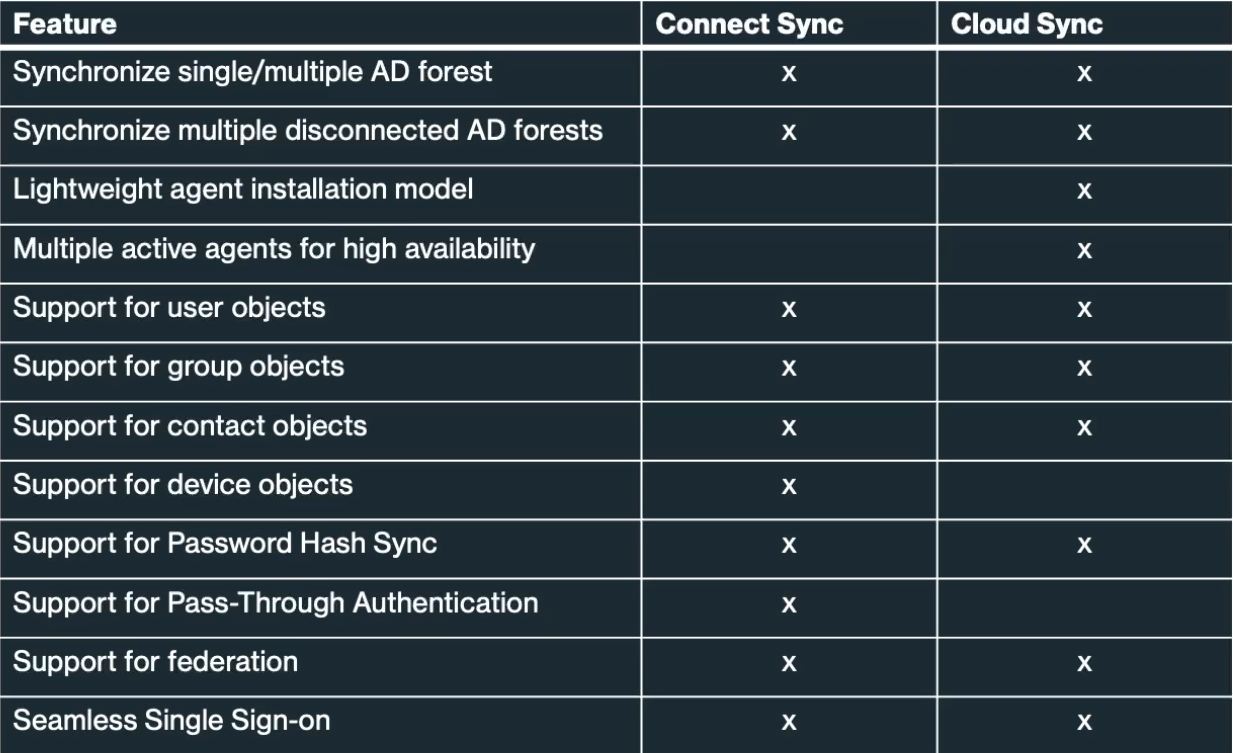 Feature Connect Sync Cloud Sync
Synchronize single/multiple AD forest x x
Synchronize multiple disconnected AD forests x x
Lightweight agent installation model x
Multiple active agents for high availability x
Support for user objects x x
Support for group objects x x
Support for contact objects x x
Support for device objects x
Support for Password Hash Sync x x
Support for Pass-Through Authentication x
Support for federation x x
Seamless Single Sign-on x x